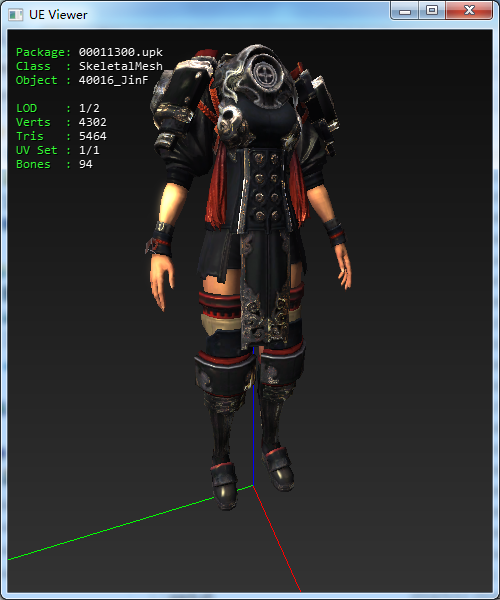 UE Viewer
Package: 00011300.upk
Class : SkeletalMesh
Object : 40016_JinF
LOD : 1/2
Verts : 4302
Tris : 5464
UV Set : 1/1
Bones : 94